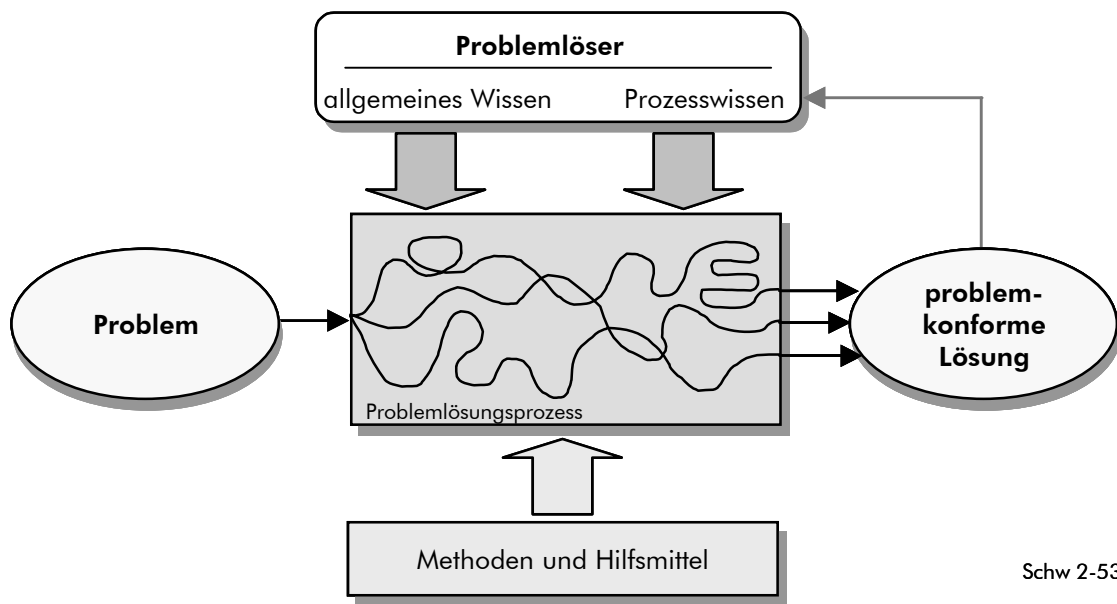 Problemlöser
allgemeines Wissen Prozesswissen
Problem
problem-
konforme
Lösung
Problemlösungsprozess
Methoden und Hilfsmittel
Schw 2-53